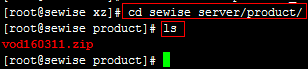 [root@sewise xz]# cd sewise_server/product/
[root@sewise product]# ls
vod160311.zip
[root@sewise product]#